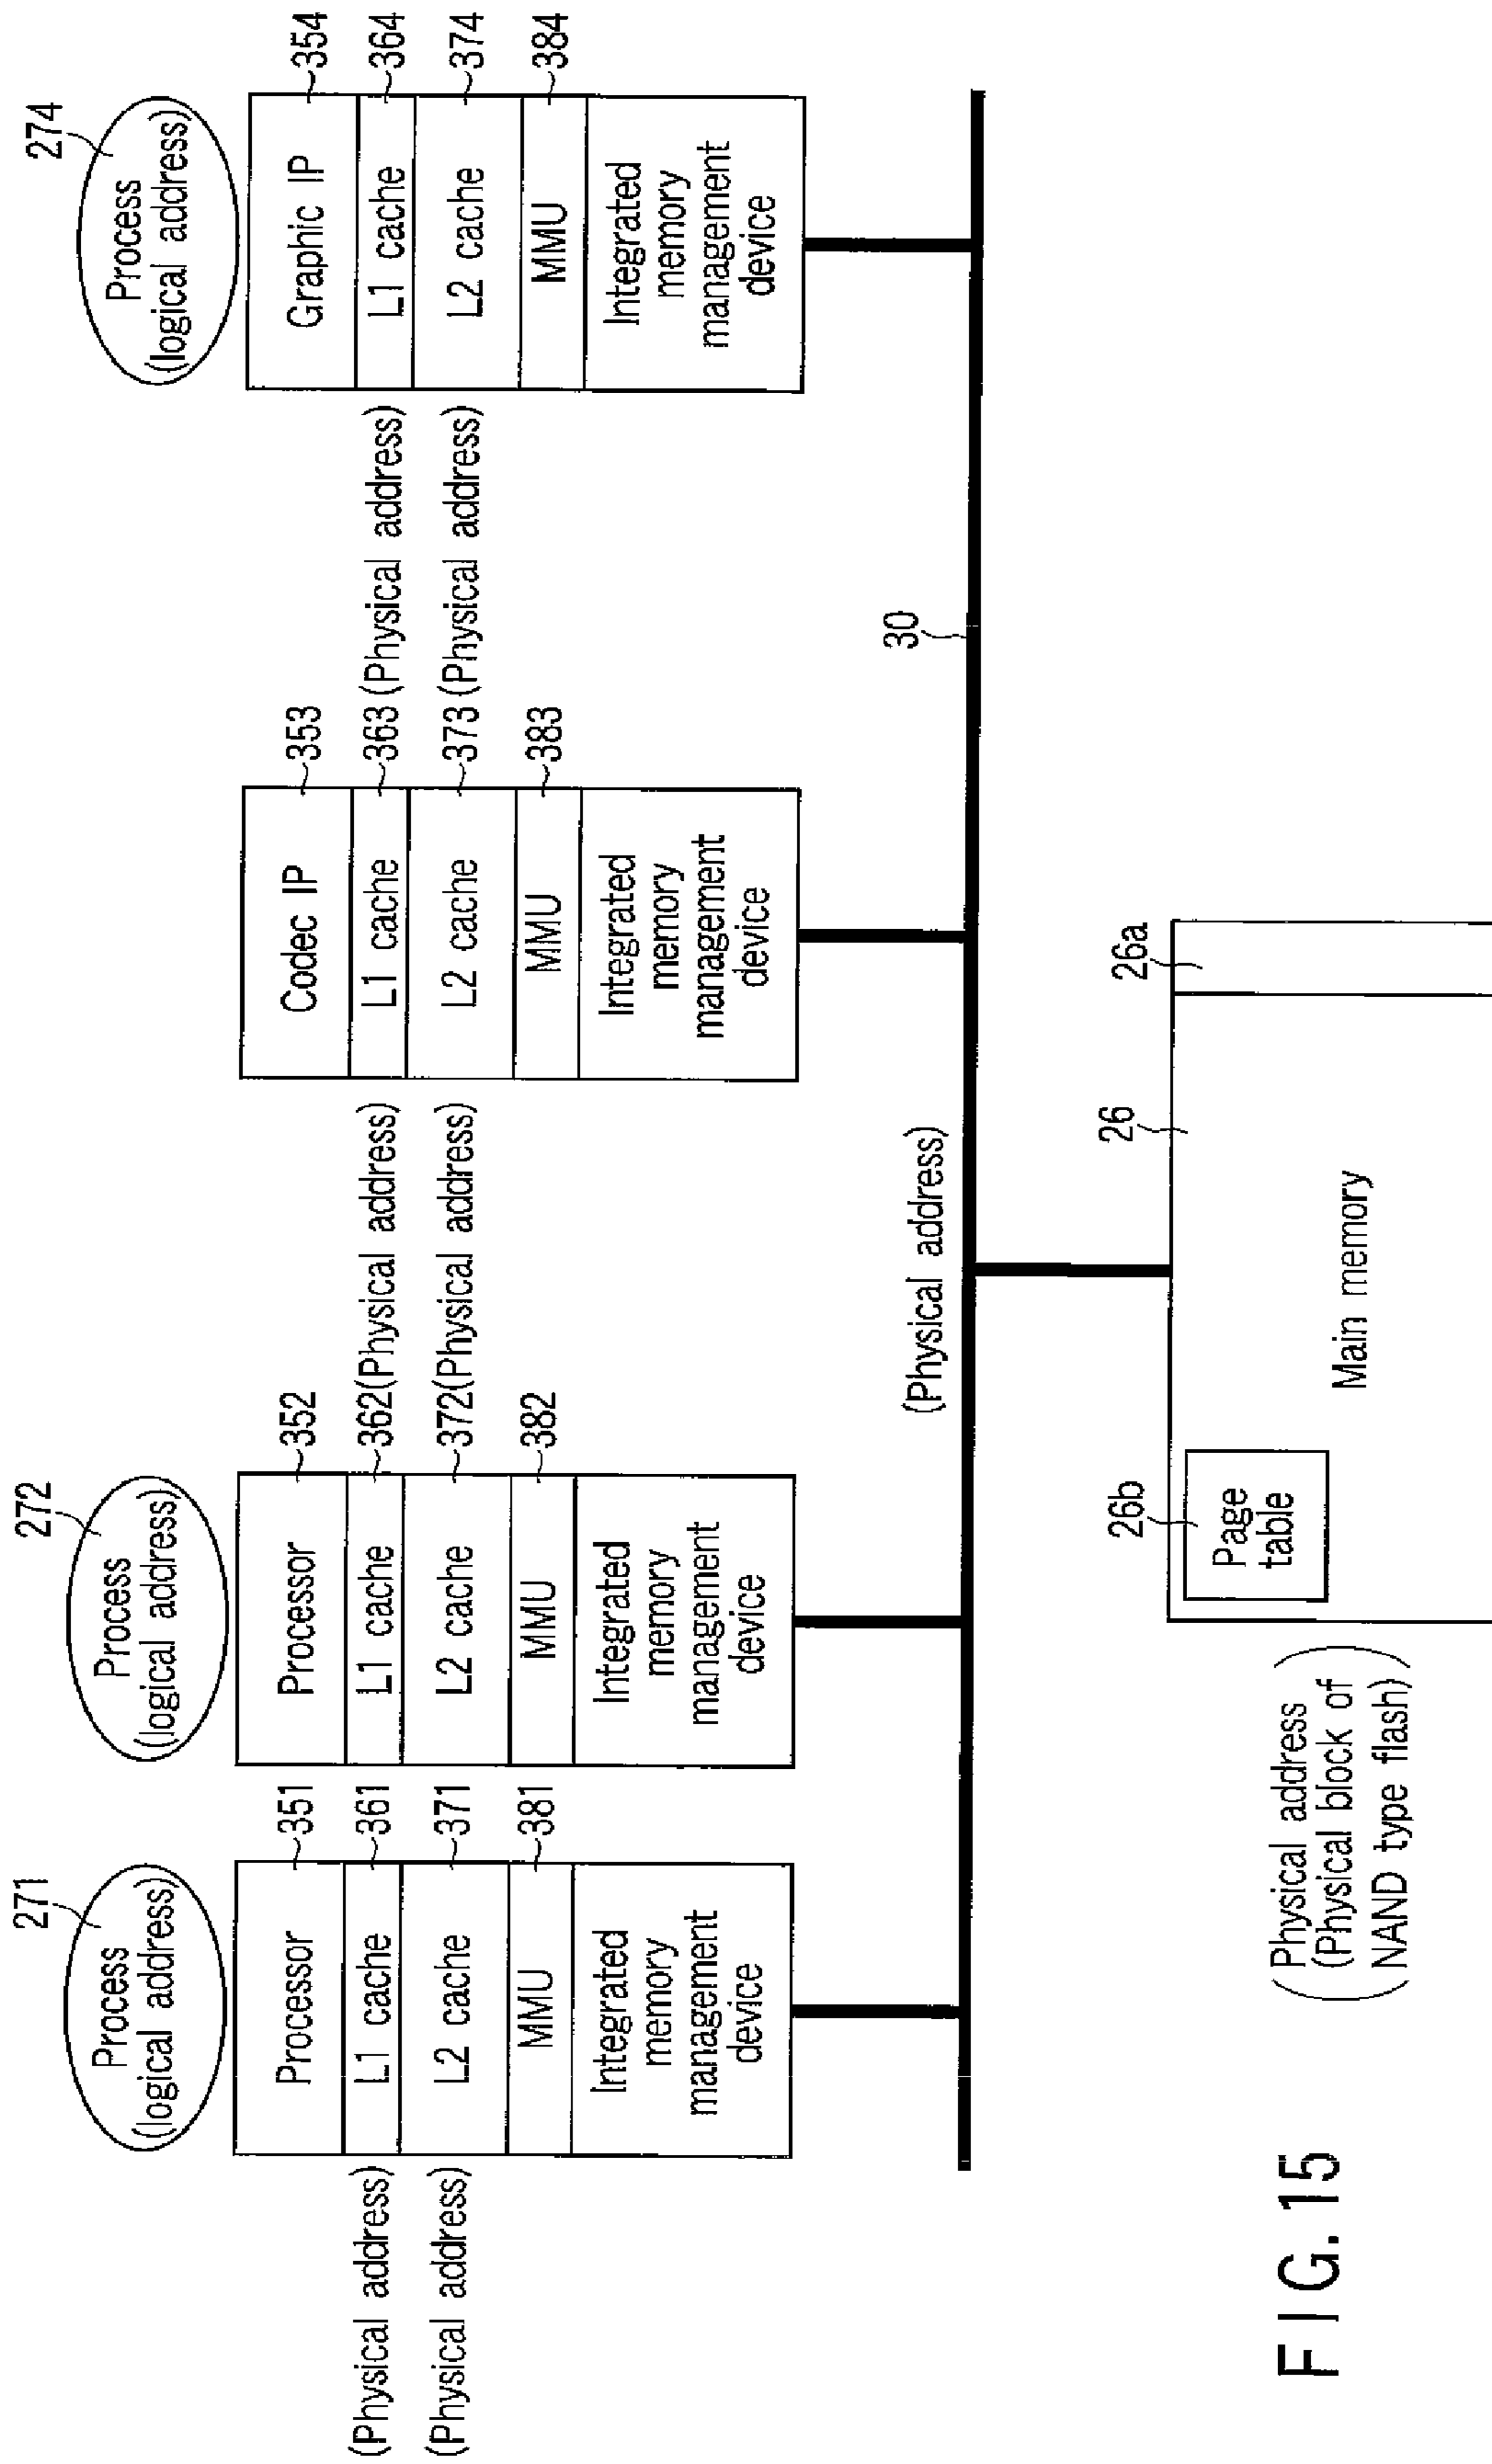 271
Process
(logical address)
272
Process
(logical address)
274
Process
(logical address)
Processor
351
Processor
352
Codec IP
353
Graphic IP
354
(Physical address)
L1 cache
361
L1 cache
362(Physical address)
L1 cache
363(Physical address)
L1 cache
364
(Physical address)
L2 cache
371
L2 cache
372(Physical address)
L2 cache
373(Physical address)
L2 cache
374
MMU
381
MMU
382
MMU
383
MMU
384
Integrated
memory
management
device
Integrated
memory
management
device
Integrated
memory
management
device
Integrated
memory
management
device
(Physical address)
30
26b
Page
table
26
26a
Main memory
(Physical address
(Physical block of
NAND type flash))
FIG. 15